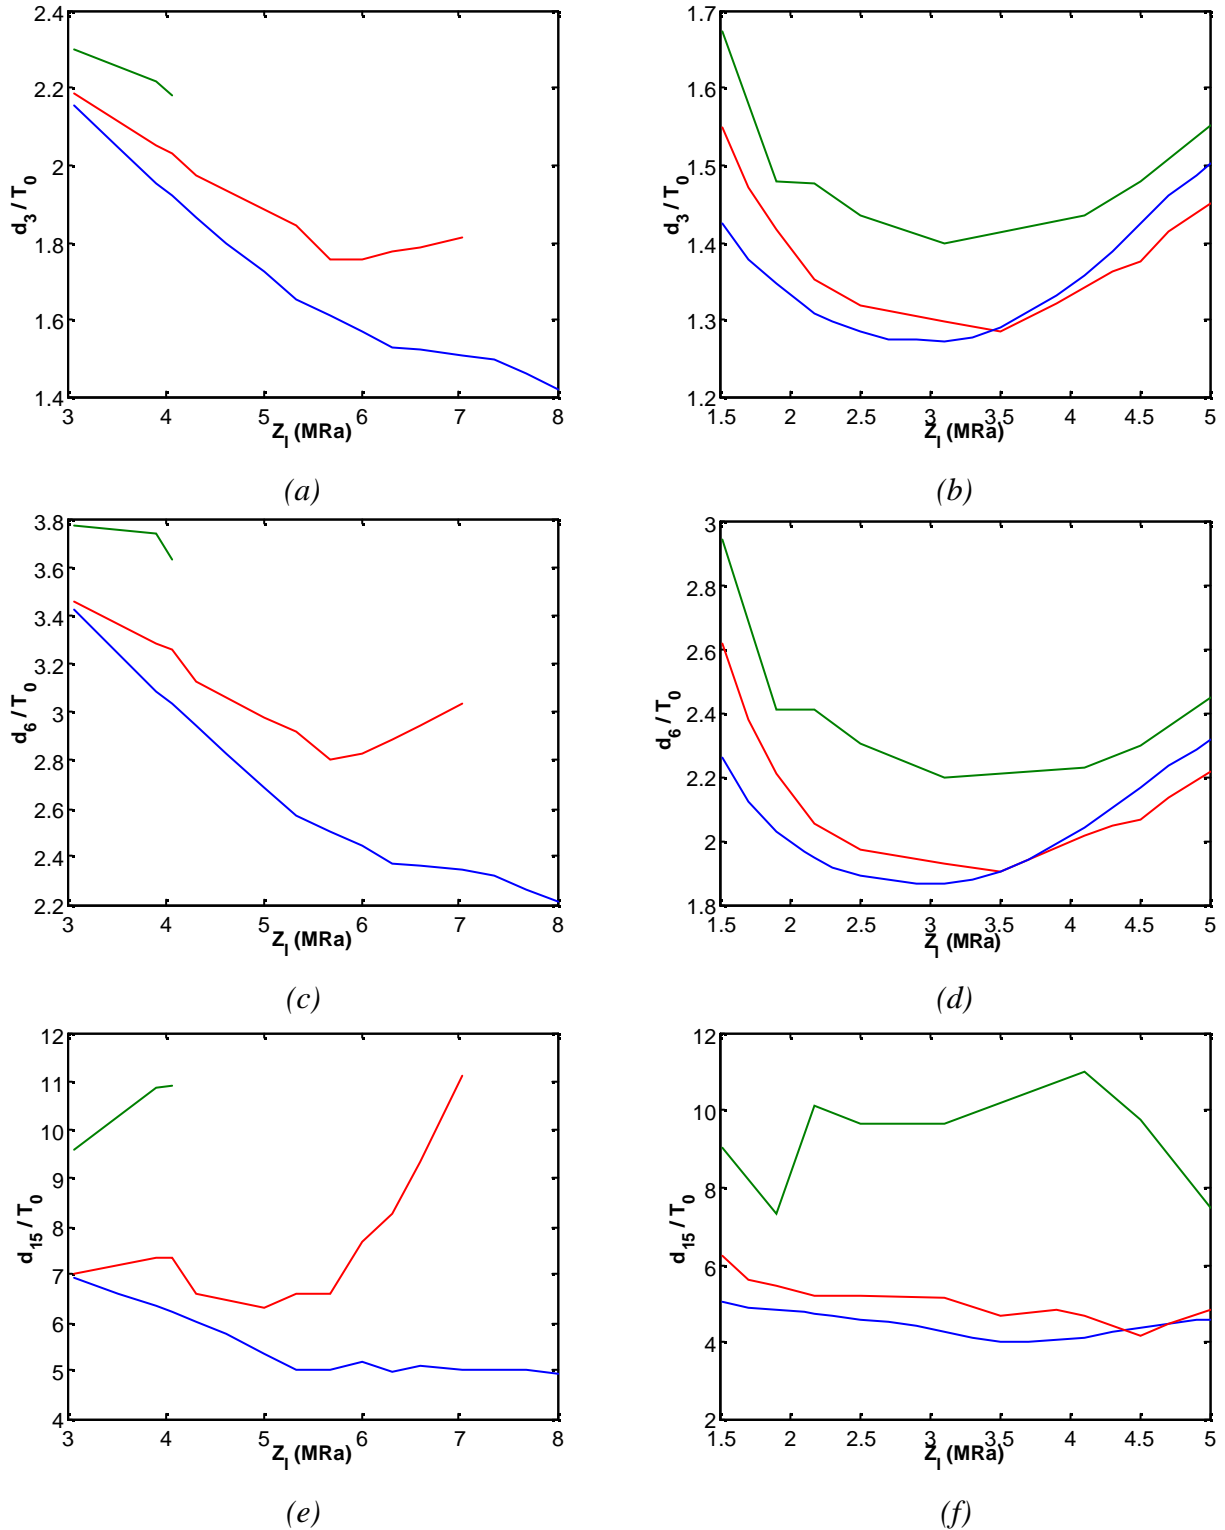 2.4
2.2
2
1.8
1.6
1.4
d3 / T0
3 4 5 6 7 8
Zl (MRa)
(a)
1.7
1.6
1.5
1.4
1.3
1.2
d3 / T0
1.5 2 2.5 3 3.5 4 4.5 5
Zl (MRa)
(b)
3.8
3.6
3.4
3.2
3
2.8
2.6
2.4
2.2
d6 / T0
3 4 5 6 7 8
Zl (MRa)
(c)
3
2.8
2.6
2.4
2.2
2
1.8
d6 / T0
1.5 2 2.5 3 3.5 4 4.5 5
Zl (MRa)
(d)
12
11
10
9
8
7
6
5
4
d15 / T0
3 4 5 6 7 8
Zl (MRa)
(e)
12
10
8
6
4
2
d15 / T0
1.5 2 2.5 3 3.5 4 4.5 5
Zl (MRa)
(f)